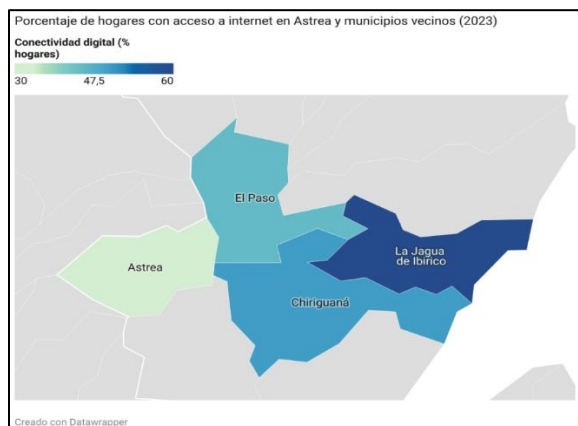 Porcentaje de hogares con acceso a internet en Astrea y municipios vecinos (2023)
Conectividad digital (%
hogares)
30 47,5 60
El Paso
La Jagua
de Ibirico
Astrea
Chiriguaná
Creado con Datawrapper